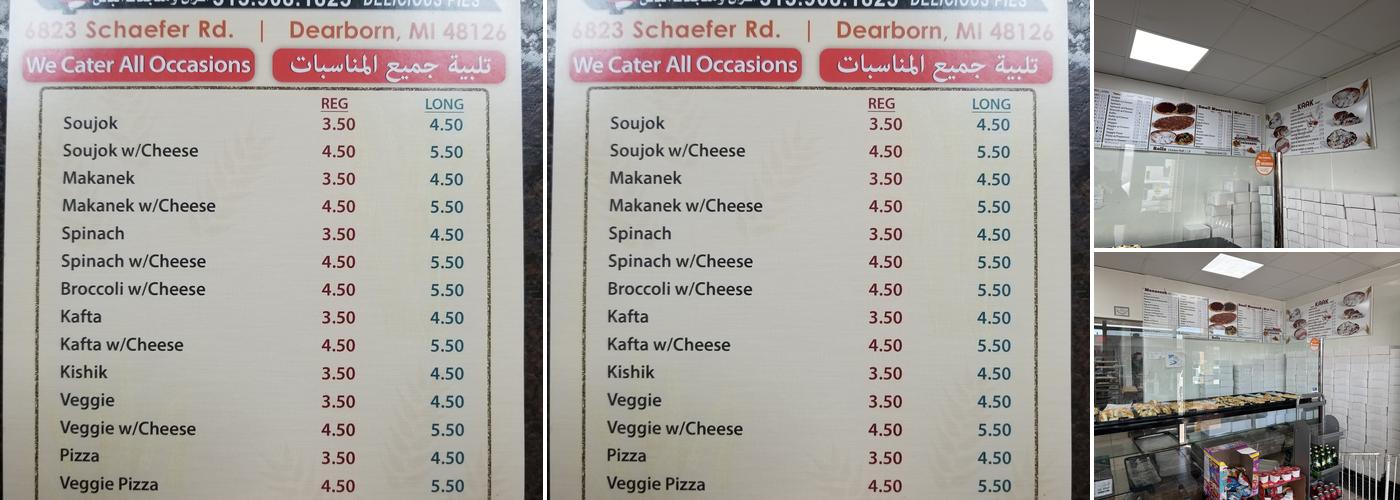 DELICIOUS PIES
6823 Schaefer Rd. | Dearborn, MI 48126
We Cater All Occasions تلبية جميع المناسبات
REG LONG
Soujok 3.50 4.50
Soujok w/Cheese 4.50 5.50
Makanek 3.50 4.50
Makanek w/Cheese 4.50 5.50
Spinach 3.50 4.50
Spinach w/Cheese 4.50 5.50
Broccoli w/Cheese 4.50 5.50
Kafta 3.50 4.50
Kafta w/Cheese 4.50 5.50
Kishik 3.50 4.50
Veggie 3.50 4.50
Veggie w/Cheese 4.50 5.50
Pizza 3.50 4.50
Veggie Pizza 4.50 5.50
DELICIOUS PIES
6823 Schaefer Rd. | Dearborn, MI 48126
We Cater All Occasions تلبية جميع المناسبات
REG LONG
Soujok 3.50 4.50
Soujok w/Cheese 4.50 5.50
Makanek 3.50 4.50
Makanek w/Cheese 4.50 5.50
Spinach 3.50 4.50
Spinach w/Cheese 4.50 5.50
Broccoli w/Cheese 4.50 5.50
Kafta 3.50 4.50
Kafta w/Cheese 4.50 5.50
Kishik 3.50 4.50
Veggie 3.50 4.50
Veggie w/Cheese 4.50 5.50
Pizza 3.50 4.50
Veggie Pizza 4.50 5.50
KAAK
KAAK